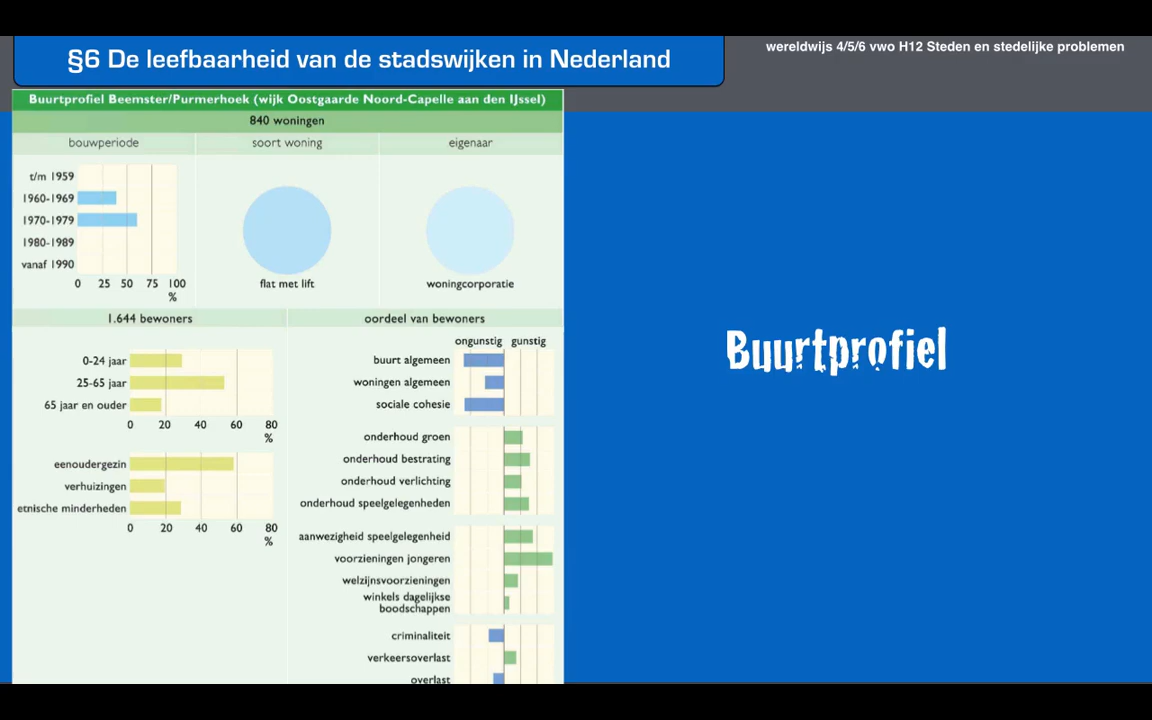 §6 De leefbaarheid van de stadswijken in Nederland
wereldwijs 4/5/6 vwo H12 Steden en stedelijke problemen
Buurtprofiel Beemster/Purmerhoek (wijk Oostgaarde Noord-Capelle aan den IJssel)
840 woningen
bouwperiode
soort woning
eigenaar
t/m 1959
1960-1969
1970-1979
1980-1989
vanaf 1990
0 25 50 75 100
%
flat met lift
woningcorporatie
1.644 bewoners
0-24 jaar
25-65 jaar
65 jaar en ouder
0 20 40 60 80
%
eenoudergezin
verhuizingen
etnische minderheden
0 20 40 60 80
%
oordeel van bewoners
ongunstig gunstig
buurt algemeen
woningen algemeen
sociale cohesie
onderhoud groen
onderhoud bestrating
onderhoud verlichting
onderhoud speelgelegenheden
aanwezigheid speelgelegenheid
voorzieningen jongeren
welzijnsvoorzieningen
winkels dagelijkse
boodschappen
criminaliteit
verkeersoverlast
overlast
Buurtprofiel